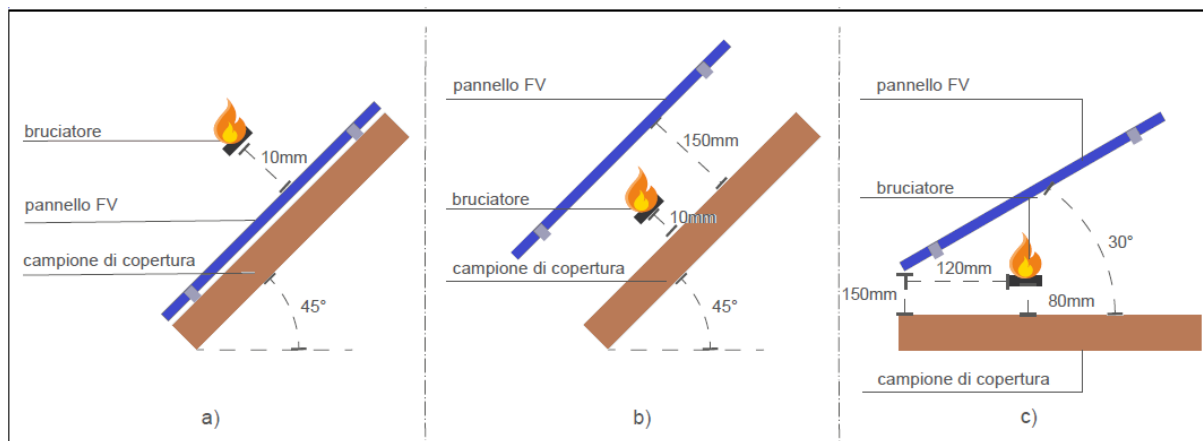 bruciatore
10mm
pannello FV
campione di copertura
45°
a)
pannello FV
150mm
bruciatore
10mm
campione di copertura
45°
b)
pannello FV
bruciatore
30°
120mm
150mm
80mm
campione di copertura
c)